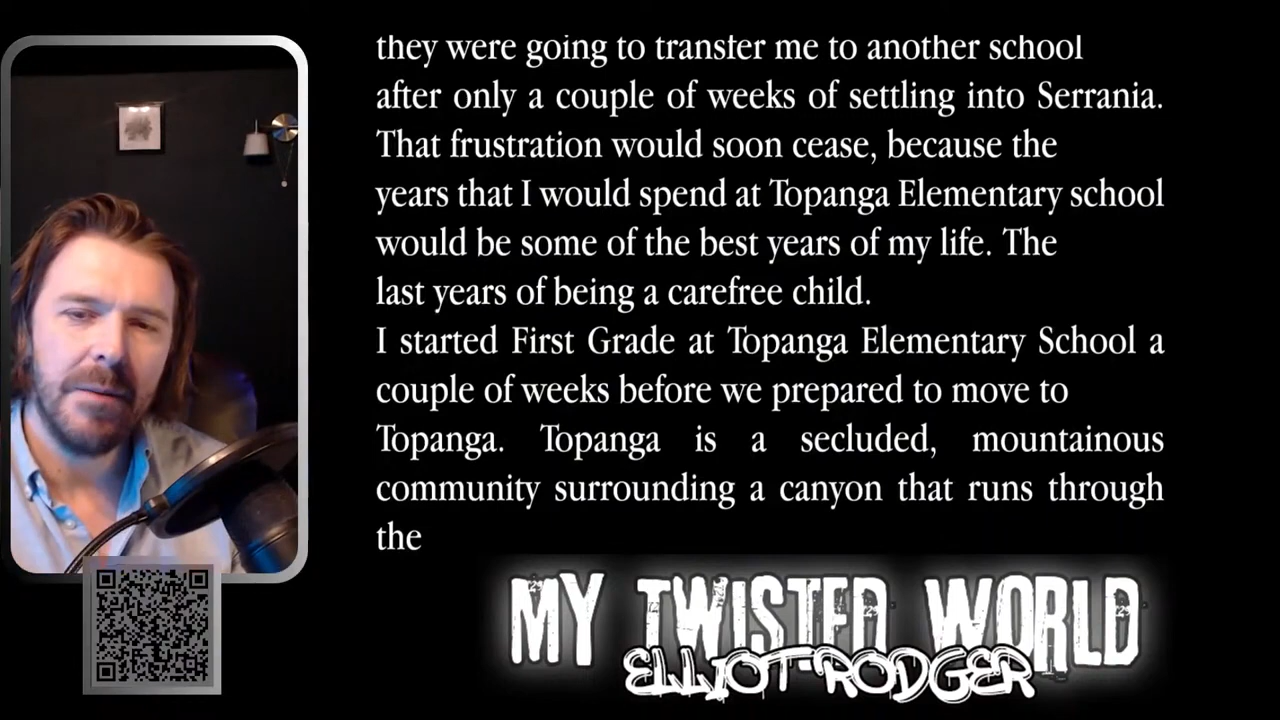 they were going to transfer me to another school
after only a couple of weeks of settling into Serrania.
That frustration would soon cease, because the
years that I would spend at Topanga Elementary school
would be some of the best years of my life. The
last years of being a carefree child.
I started First Grade at Topanga Elementary School a
couple of weeks before we prepared to move to
Topanga. Topanga is a secluded, mountainous
community surrounding a canyon that runs through
the
MY TWISTED WORLD
ELLIOT RODGER